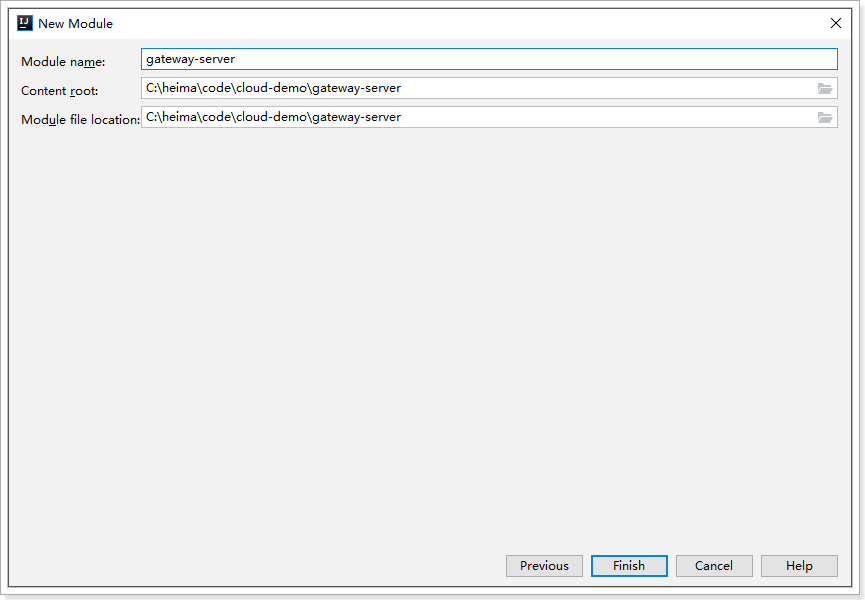 IJ New Module
Module name: gateway-server
Content root: C:\heima\code\cloud-demo\gateway-server
Module file location: C:\heima\code\cloud-demo\gateway-server
Previous Finish Cancel Help